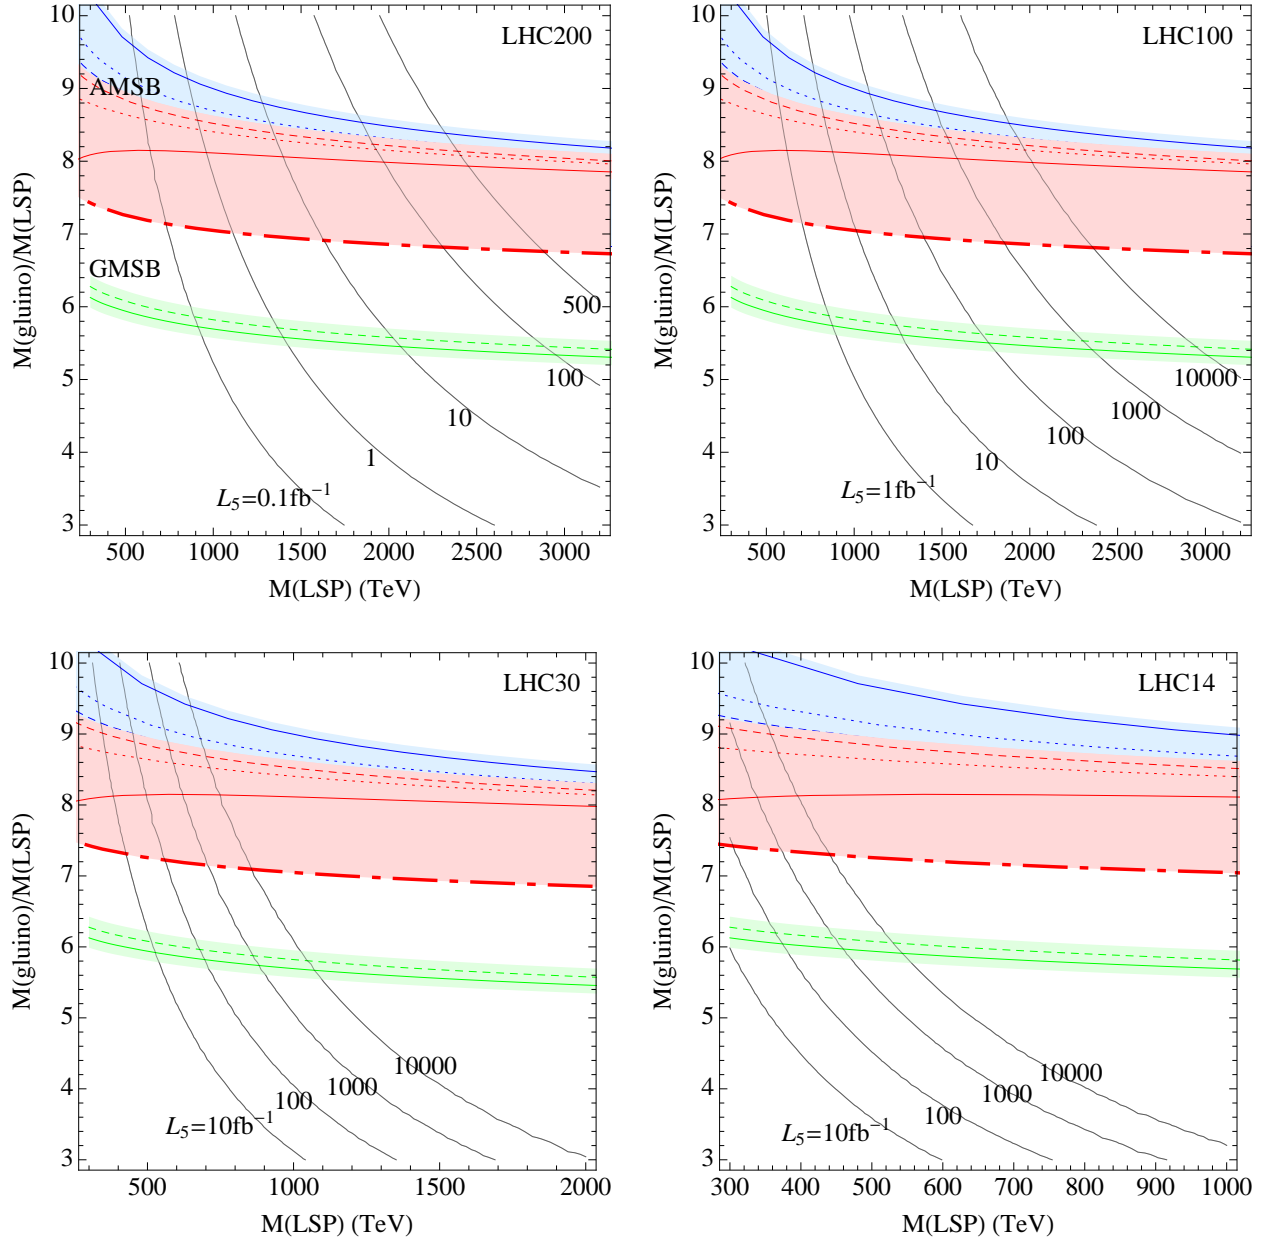 LHC200
10
9
8
7
6
5
4
3
AMSB
GMSB
500
100
10
1
L5=0.1fb−1
500 1000 1500 2000 2500 3000
M(LSP) (TeV)
M(gluino)/M(LSP)
LHC100
10
9
8
7
6
5
4
3
10000
1000
100
10
L5=1fb−1
500 1000 1500 2000 2500 3000
M(LSP) (TeV)
M(gluino)/M(LSP)
LHC30
10
9
8
7
6
5
4
3
10000
1000
100
L5=10fb−1
500 1000 1500 2000
M(LSP) (TeV)
M(gluino)/M(LSP)
LHC14
10
9
8
7
6
5
4
3
10000
1000
100
L5=10fb−1
300 400 500 600 700 800 900 1000
M(LSP) (TeV)
M(gluino)/M(LSP)